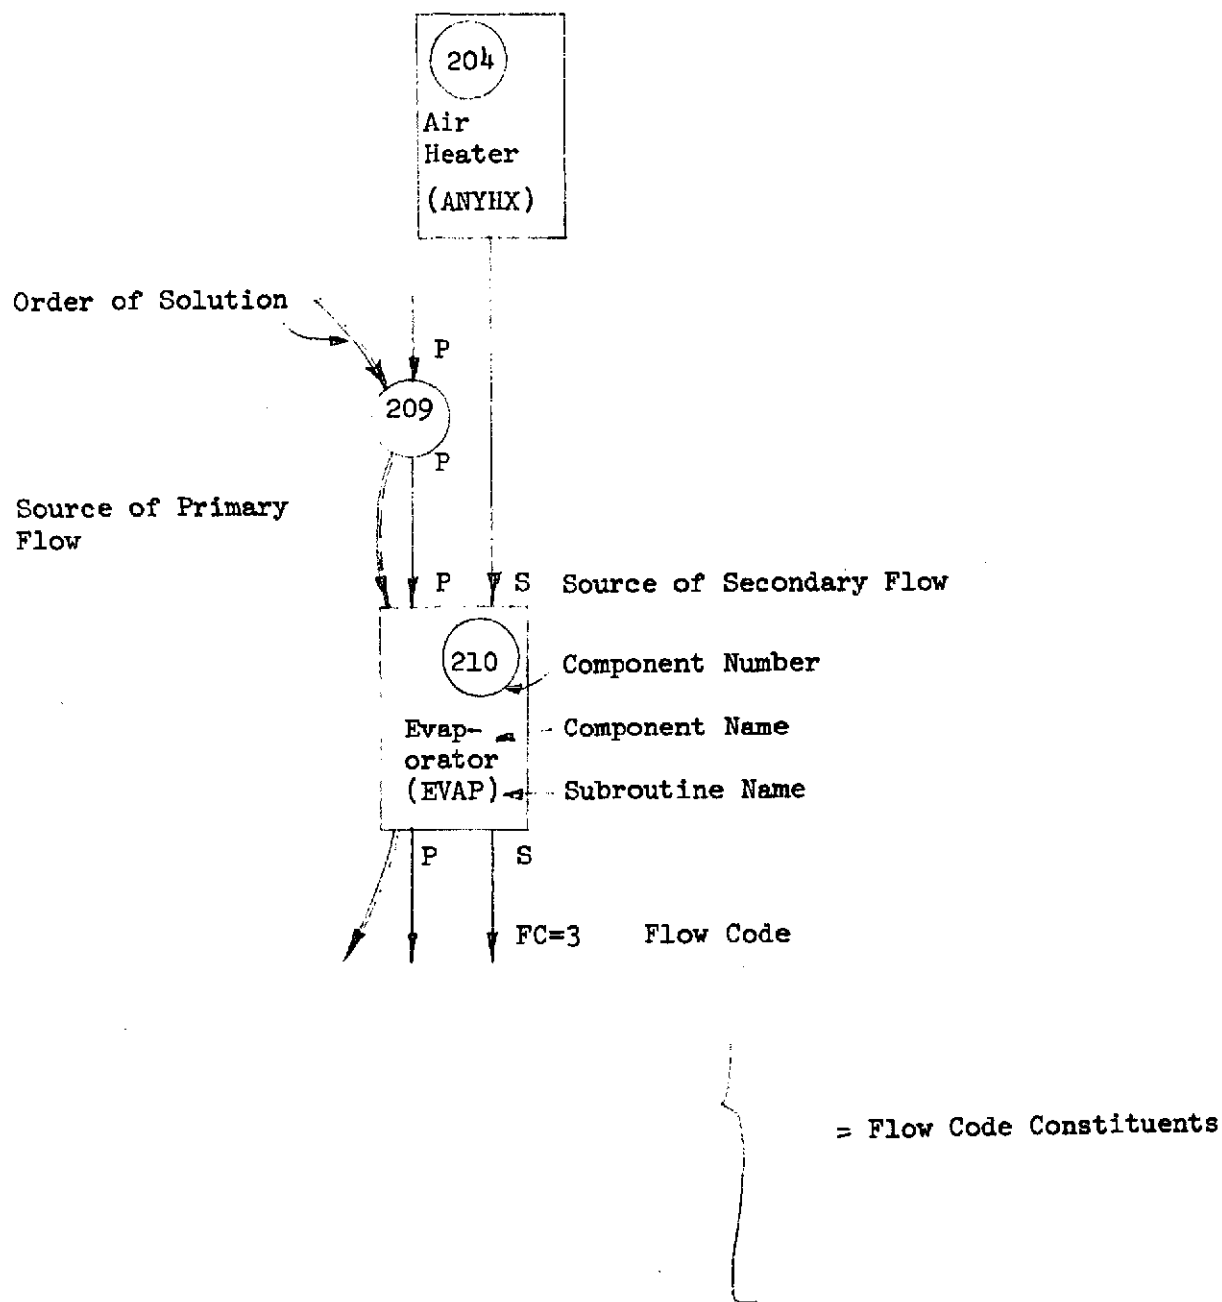 204
Air
Heater
(ANYHX)
Order of Solution
P
209
P
Source of Primary
Flow
P S Source of Secondary Flow
210 Component Number
Evap- Component Name
orator
(EVAP) Subroutine Name
P S
FC=3 Flow Code
= Flow Code Constituents